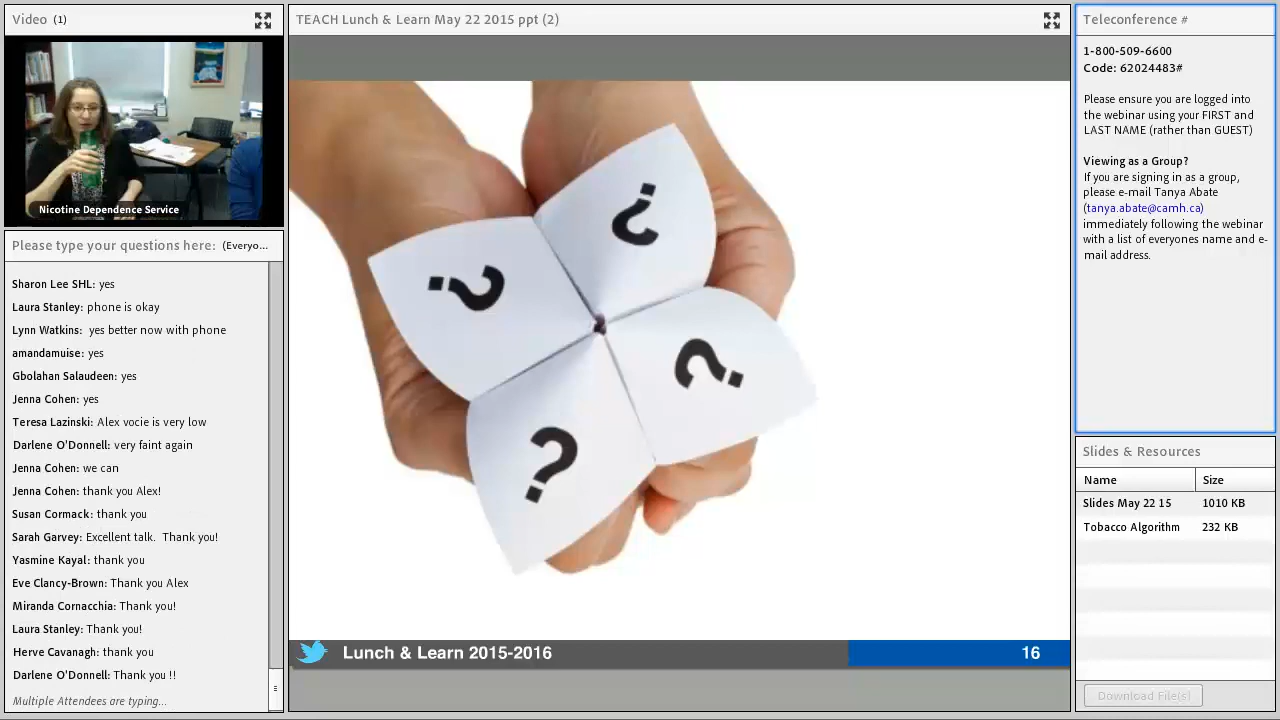 Video (1)
Nicotine Dependence Service
Please type your questions here: (Everyo...
Sharon Lee SHL: yes
Laura Stanley: phone is okay
Lynn Watkins: yes better now with phone
amandamuise: yes
Gbolahan Salaudeen: yes
Jenna Cohen: yes
Teresa Lazinski: Alex vocie is very low
Darlene O'Donnell: very faint again
Jenna Cohen: we can
Jenna Cohen: thank you Alex!
Susan Cormack: thank you
Sarah Garvey: Excellent talk. Thank you!
Yasmine Kayal: thank you
Eve Clancy-Brown: Thank you Alex
Miranda Cornacchia: Thank you!
Laura Stanley: Thank you!
Herve Cavanagh: thank you
Darlene O'Donnell: Thank you !!
Multiple Attendees are typing...
TEACH Lunch & Learn May 22 2015 ppt (2)
?
?
?
?
Lunch & Learn 2015-2016
16
Teleconference #
1-800-509-6600
Code: 62024483#
Please ensure you are logged into
the webinar using your FIRST and
LAST NAME (rather than GUEST)
Viewing as a Group?
If you are signing in as a group,
please e-mail Tanya Abate
(tanya.abate@camh.ca)
immediately following the webinar
with a list of everyones name and e-
mail address.
Slides & Resources
Name Size
Slides May 22 15 1010 KB
Tobacco Algorithm 232 KB
Download File(s)